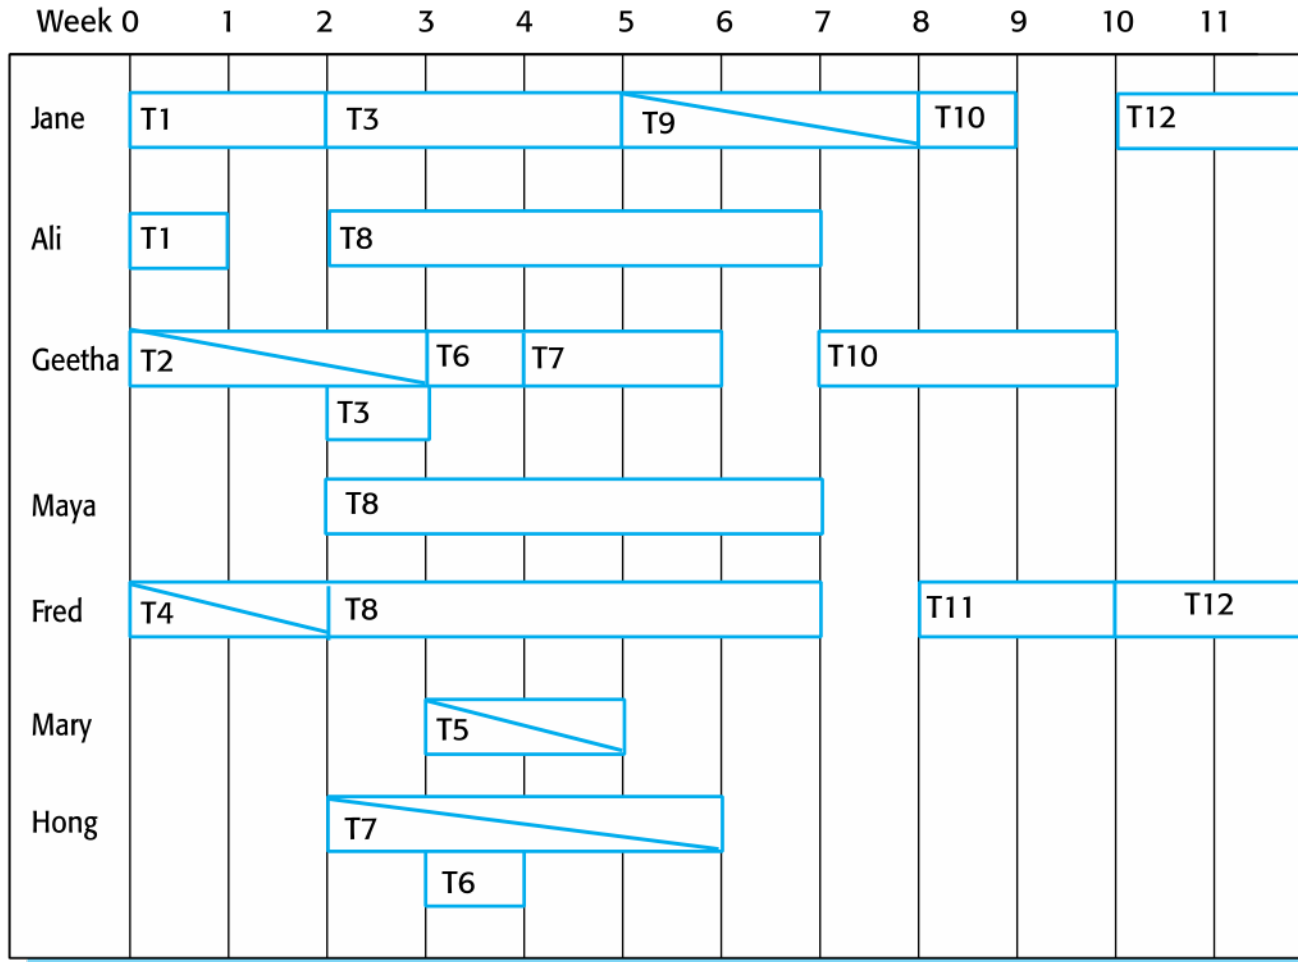 Week 0 1 2 3 4 5 6 7 8 9 10 11
Jane T1 T3 T9 T10 T12
Ali T1 T8
Geetha T2 T6 T7 T10
T3
Maya T8
Fred T4 T8 T11 T12
Mary T5
Hong T7
T6